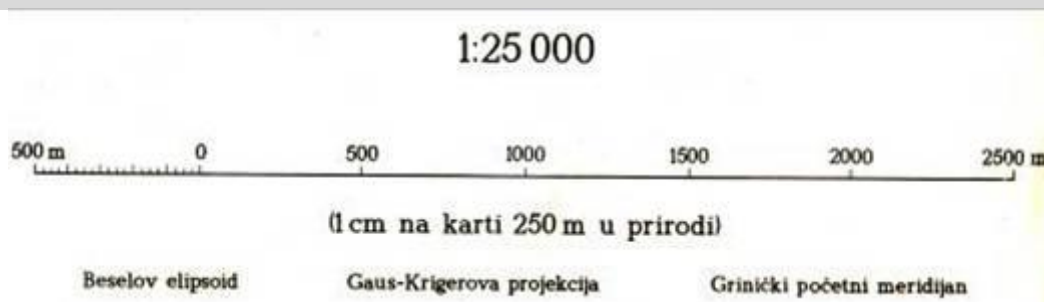 1:25 000
500 m 0 500 1000 1500 2000 2500 m
(1 cm na karti 250 m u prirodi)
Beselov elipsoid Gaus-Krigerova projekcija Grinički početni meridijan